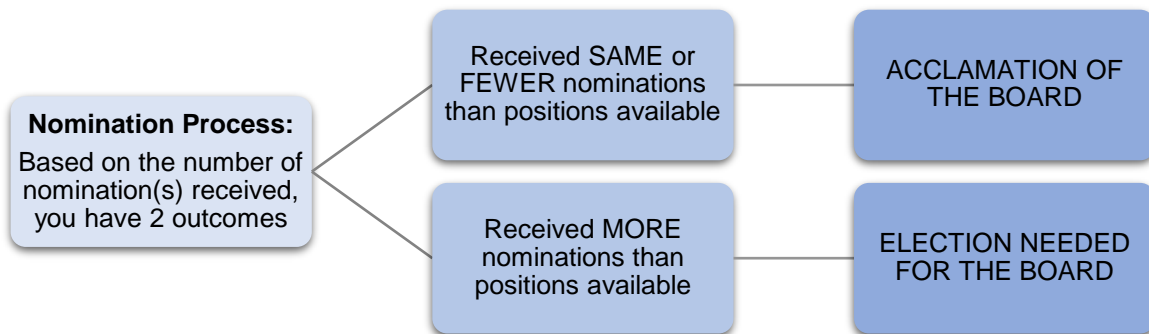 Nomination Process:
Based on the number of
nomination(s) received,
you have 2 outcomes
Received SAME or
FEWER nominations
than positions available
ACCLAMATION OF
THE BOARD
Received MORE
nominations than
positions available
ELECTION NEEDED
FOR THE BOARD